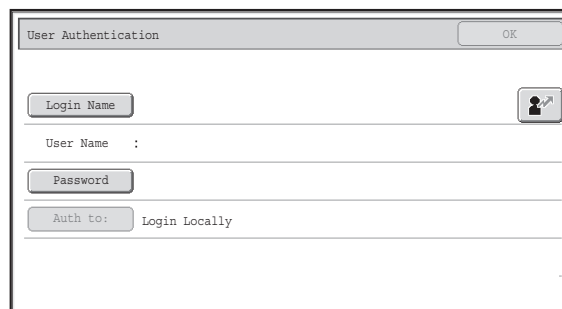 User Authentication OK
Login Name
User Name :
Password
Auth to: Login Locally